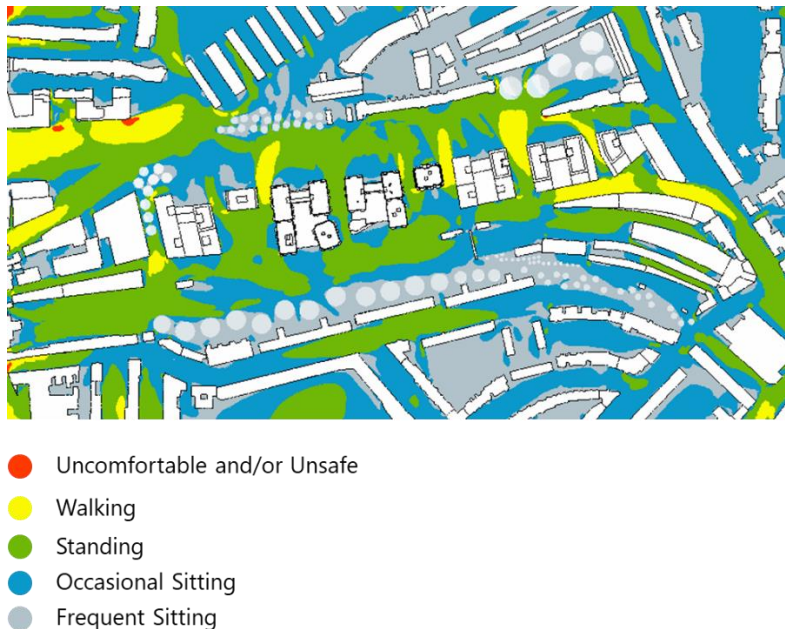 Uncomfortable and/or Unsafe
Walking
Standing
Occasional Sitting
Frequent Sitting